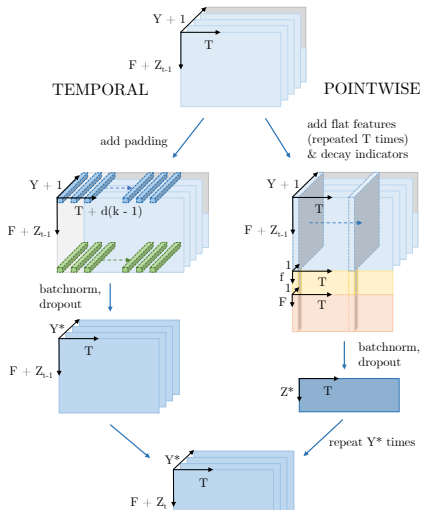 Y + 1
T
F + Z_{t-1}
TEMPORAL
POINTWISE
add padding
add flat features
(repeated T times)
& decay indicators
Y + 1
T + d(k - 1)
F + Z_{t-1}
Y + 1
T
F + Z_{t-1}
1
f
T
1
F
T
batchnorm,
dropout
Y*
T
F + Z_{t-1}
batchnorm,
dropout
T
Z*
repeat Y* times
Y*
T
F + Z_t